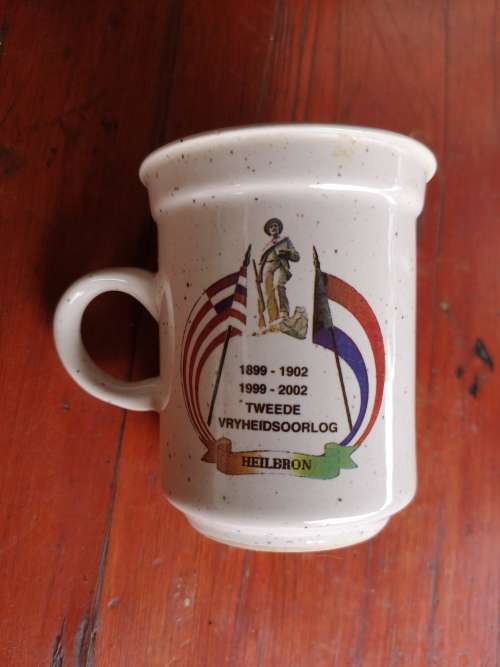 1899 - 1902
1999 - 2002
TWEEDE
VRYHEIDSOORLOG
HEILBRON